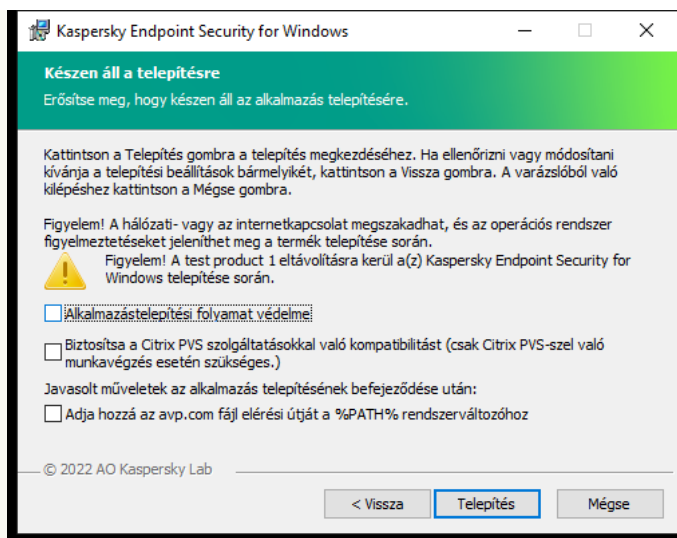 Kaspersky Endpoint Security for Windows
Készen áll a telepítésre
Erősítse meg, hogy készen áll az alkalmazás telepítésére.
Kattintson a Telepítés gombra a telepítés megkezdéséhez. Ha ellenőrizni vagy módosítani
kívánja a telepítési beállítások bármelyikét, kattintson a Vissza gombra. A varázslóból való
kilépéshez kattintson a Mégse gombra.
Figyelem! A hálózati- vagy az internetkapcsolat megszakadhat, és az operációs rendszer
figyelmeztetéseket jeleníthet meg a termék telepítése során.
Figyelem! A test product 1 eltávolításra kerül a(z) Kaspersky Endpoint Security for
Windows telepítése során.
Alkalmazástelepítési folyamat védelme
Biztosítsa a Citrix PVS szolgáltatásokkal való kompatibilitást (csak Citrix PVS-szel való
munkavégzés esetén szükséges.)
Javasolt műveletek az alkalmazás telepítésének befejeződése után:
Adja hozzá az avp.com fájl elérési útját a %PATH% rendszerváltozóhoz
© 2022 AO Kaspersky Lab
< Vissza
Telepítés
Mégse